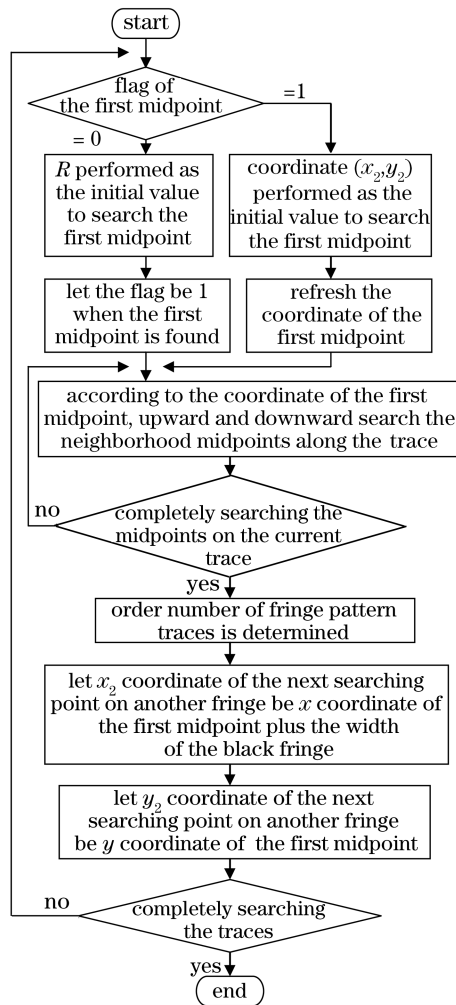 start
flag of
the first midpoint
=1
= 0
R performed as
the initial value
to search the
first midpoint
coordinate (x₂,y₂)
performed as the
initial value to search
the first midpoint
let the flag be 1
when the first
midpoint is found
refresh the
coordinate of the
first midpoint
according to the coordinate of the first
midpoint, upward and downward search the
neighborhood midpoints along the trace
no
completely searching the
midpoints on the current
trace
yes
order number of fringe pattern
traces is determined
let x₂ coordinate of the next searching
point on another fringe be x coordinate of
the first midpoint plus the width
of the black fringe
let y₂ coordinate of the next
searching point on another fringe
be y coordinate of the first midpoint
no
completely searching
the traces
yes
end